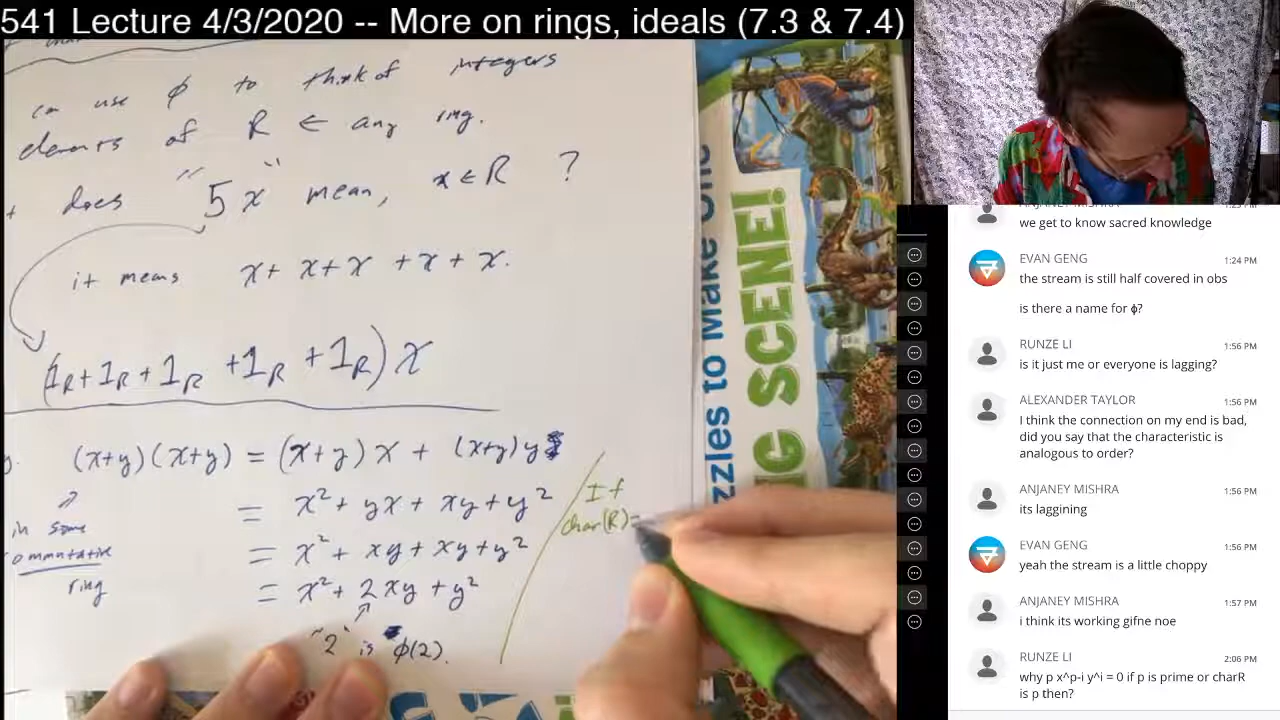 541 Lecture 4/3/2020 -- More on rings, ideals (7.3 & 7.4)
can use ϕ to think of integers
elements of R ← any ring.
does "5x" mean, x∈R ?
it means x+x+x+x+x.
(1R+1R+1R+1R+1R)x
(x+y)(x+y) = (x+y)x + (x+y)y
= x²+yx+xy+y²
in some
= x²+xy+xy+y²
commutative
= x²+2xy+y²
ring
"2" is ϕ(2).
If
char(R)=
zzles to Make One
NG SCENE!
we get to know sacred knowledge
EVAN GENG 1:24 PM
the stream is still half covered in obs
is there a name for ϕ?
RUNZE LI 1:56 PM
is it just me or everyone is lagging?
ALEXANDER TAYLOR 1:56 PM
I think the connection on my end is bad,
did you say that the characteristic is
analogous to order?
ANJANEY MISHRA 1:56 PM
its laggining
EVAN GENG 1:56 PM
yeah the stream is a little choppy
ANJANEY MISHRA 1:57 PM
i think its working gifne noe
RUNZE LI 2:06 PM
why p x^p-i y^i = 0 if p is prime or charR
is p then?